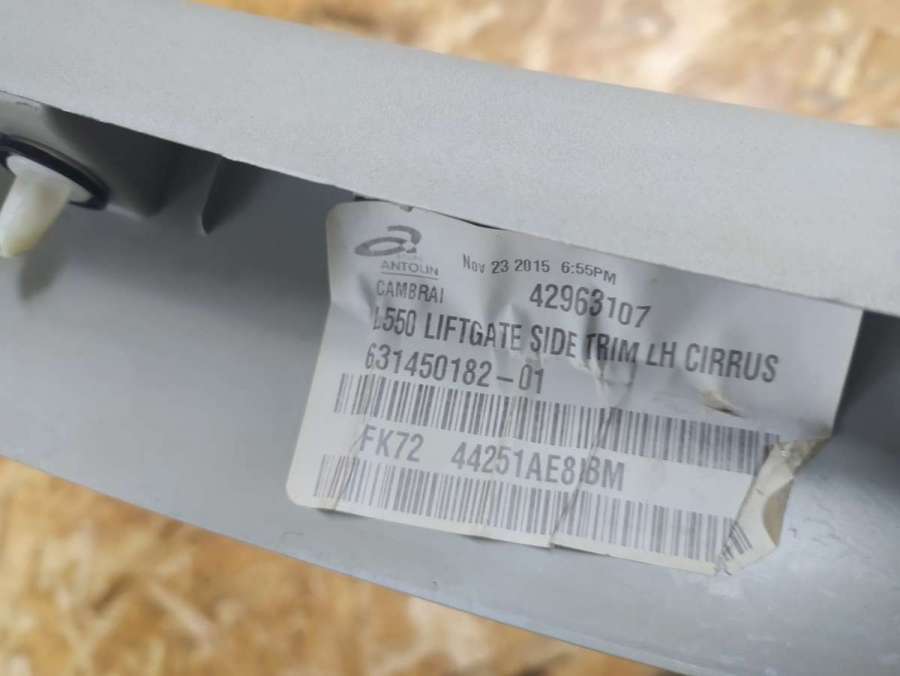 ANTOLIN
Nov 23 2015 6:55PM
CAMBRAI 42963107
L550 LIFTGATE SIDE TRIM LH CIRRUS
631450182-01
FK72 44251AE8BM